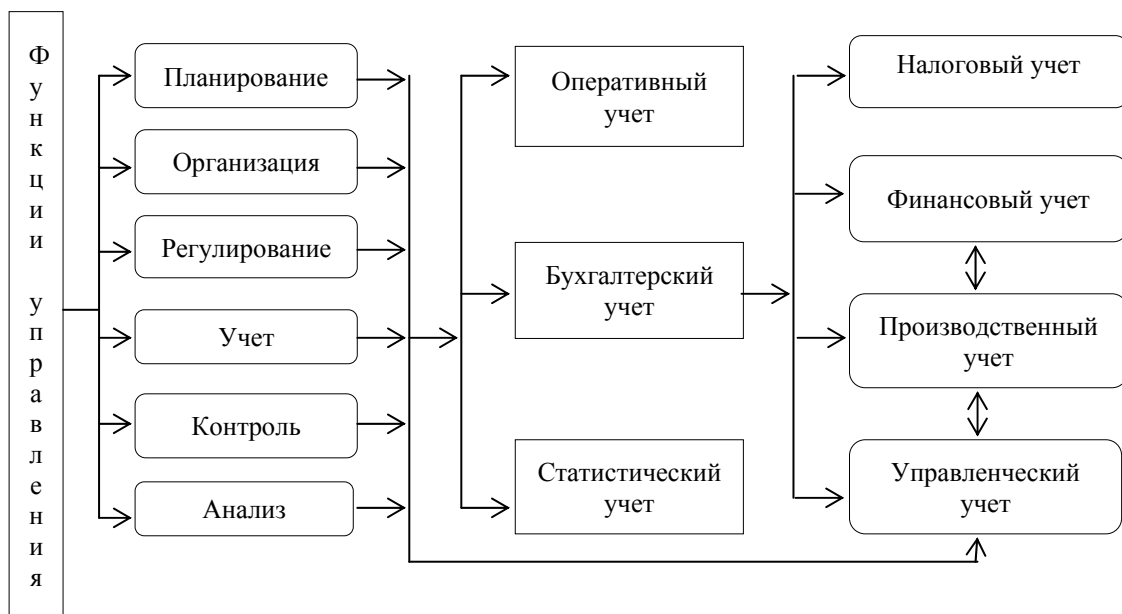 Функции управления
Планирование
Организация
Регулирование
Учет
Контроль
Анализ
Оперативный
учет
Бухгалтерский
учет
Статистический
учет
Налоговый учет
Финансовый учет
Производственный
учет
Управленческий
учет